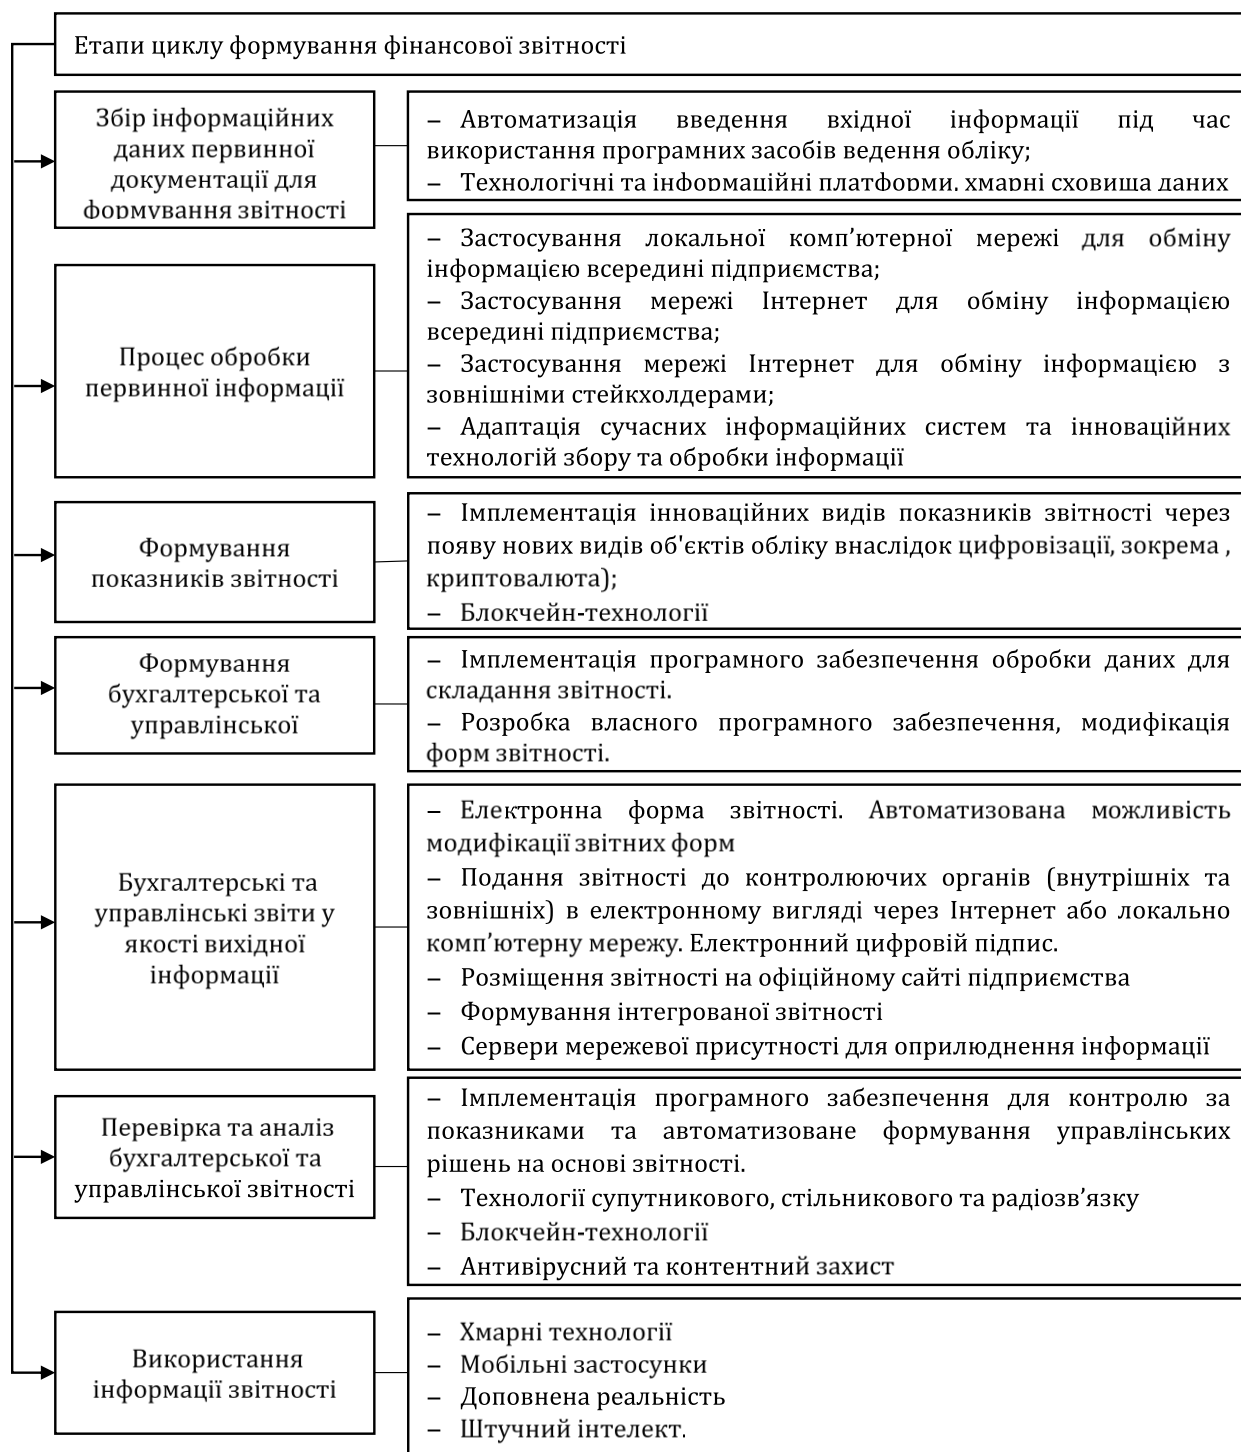 Етапи циклу формування фінансової звітності
Збір інформаційних
даних первинної
документації для
формування звітності
– Автоматизація введення вхідної інформації під час
використання програмних засобів ведення обліку;
– Технологічні та інформаційні платформи, хмарні сховища даних
Процес обробки
первинної інформації
– Застосування локальної комп’ютерної мережі для обміну
інформацією всередині підприємства;
– Застосування мережі Інтернет для обміну інформацією
всередині підприємства;
– Застосування мережі Інтернет для обміну інформацією з
зовнішніми стейкхолдерами;
– Адаптація сучасних інформаційних систем та інноваційних
технологій збору та обробки інформації
Формування
показників звітності
– Імплементація інноваційних видів показників звітності через
появу нових видів об'єктів обліку внаслідок цифровізації, зокрема ,
криптовалюта);
– Блокчейн-технології
Формування
бухгалтерської та
управлінської
– Імплементація програмного забезпечення обробки даних для
складання звітності.
– Розробка власного програмного забезпечення, модифікація
форм звітності.
Бухгалтерські та
управлінські звіти у
якості вихідної
інформації
– Електронна форма звітності. Автоматизована можливість
модифікації звітних форм
– Подання звітності до контролюючих органів (внутрішніх та
зовнішніх) в електронному вигляді через Інтернет або локально
комп’ютерну мережу. Електронний цифровій підпис.
– Розміщення звітності на офіційному сайті підприємства
– Формування інтегрованої звітності
– Сервери мережевої присутності для оприлюднення інформації
Перевірка та аналіз
бухгалтерської та
управлінської звітності
– Імплементація програмного забезпечення для контролю за
показниками та автоматизоване формування управлінських
рішень на основі звітності.
– Технології супутникового, стільникового та радіозв’язку
– Блокчейн-технології
– Антивірусний та контентний захист
Використання
інформації звітності
– Хмарні технології
– Мобільні застосунки
– Доповнена реальність
– Штучний інтелект.